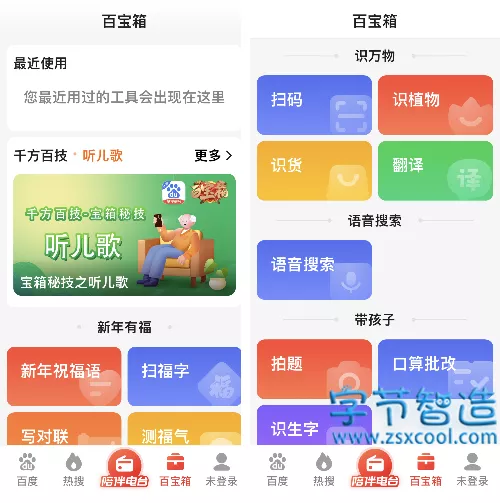 百宝箱
最近使用
您最近用过的工具会出现在这里
千方百技·听儿歌
更多 >
千方百技-宝箱秘技
听儿歌
宝箱秘技之听儿歌
新年有福
新年祝福语
扫福字
福
写对联
测福气
百度
热搜
陪伴电台
百宝箱
未登录
百宝箱
识万物
扫码
识植物
识货
翻译
译
语音搜索
语音搜索
带孩子
拍题
口算批改
识生字
字节智造
www.zsxcool.com
百度
热搜
陪伴电台
百宝箱
未登录